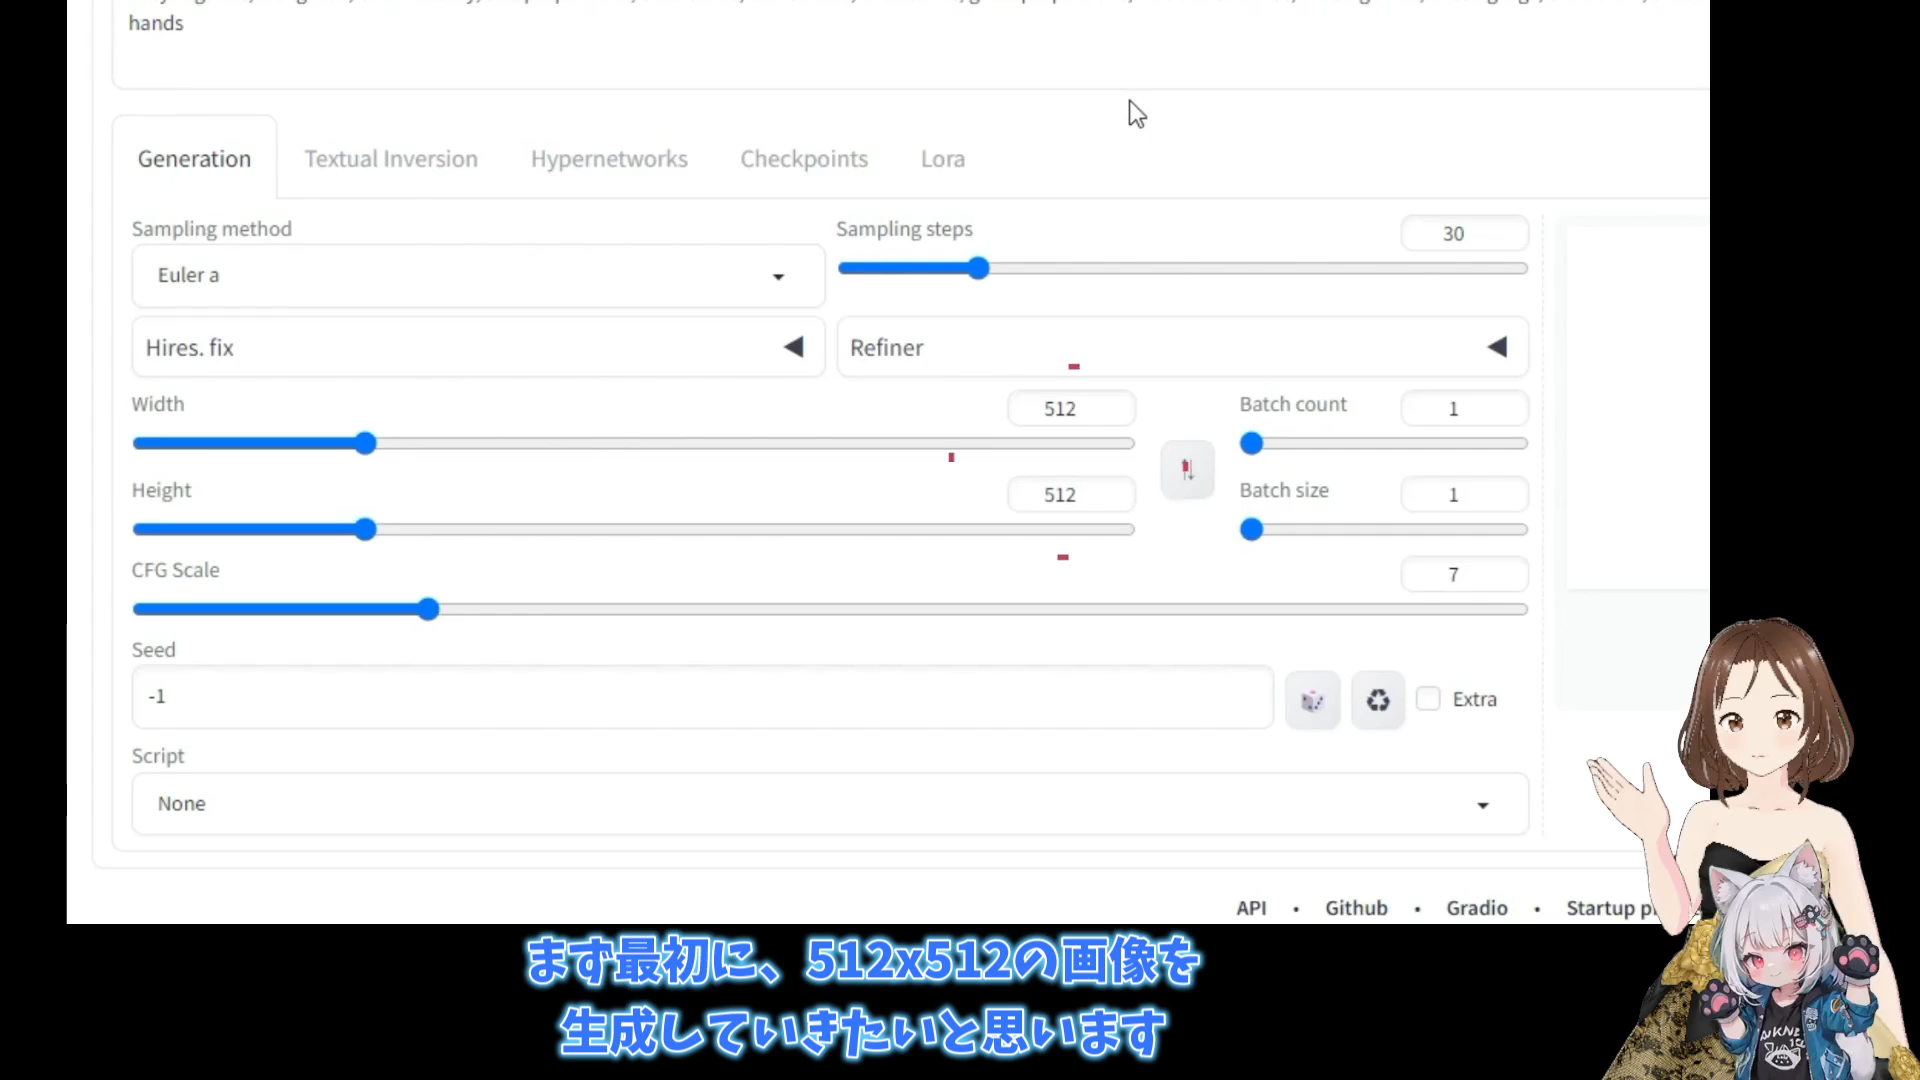 hands
Generation
Textual Inversion
Hypernetworks
Checkpoints
Lora
Sampling method
Sampling steps
30
Euler a
Hires. fix
Refiner
Width
512
Batch count
1
Height
512
Batch size
1
CFG Scale
7
Seed
-1
Extra
Script
None
API • Github • Gradio • Startup
まず最初に、512x512の画像を
生成していきたいと思います